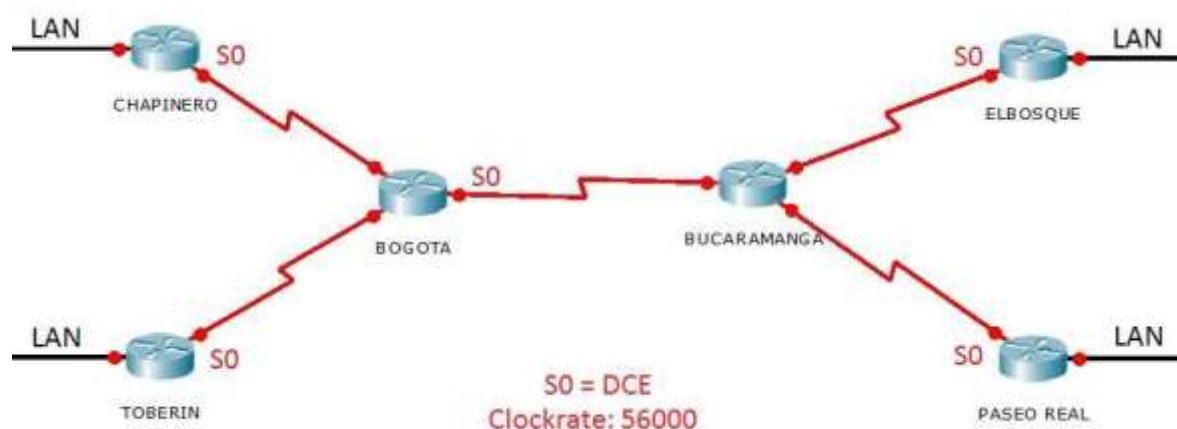 LAN
S0
CHAPINERO
S0
LAN
ELBOSQUE
S0
BOGOTA
BUCARAMANGA
LAN
S0
TOBERIN
S0 = DCE
Clockrate: 56000
S0
LAN
PASEO REAL